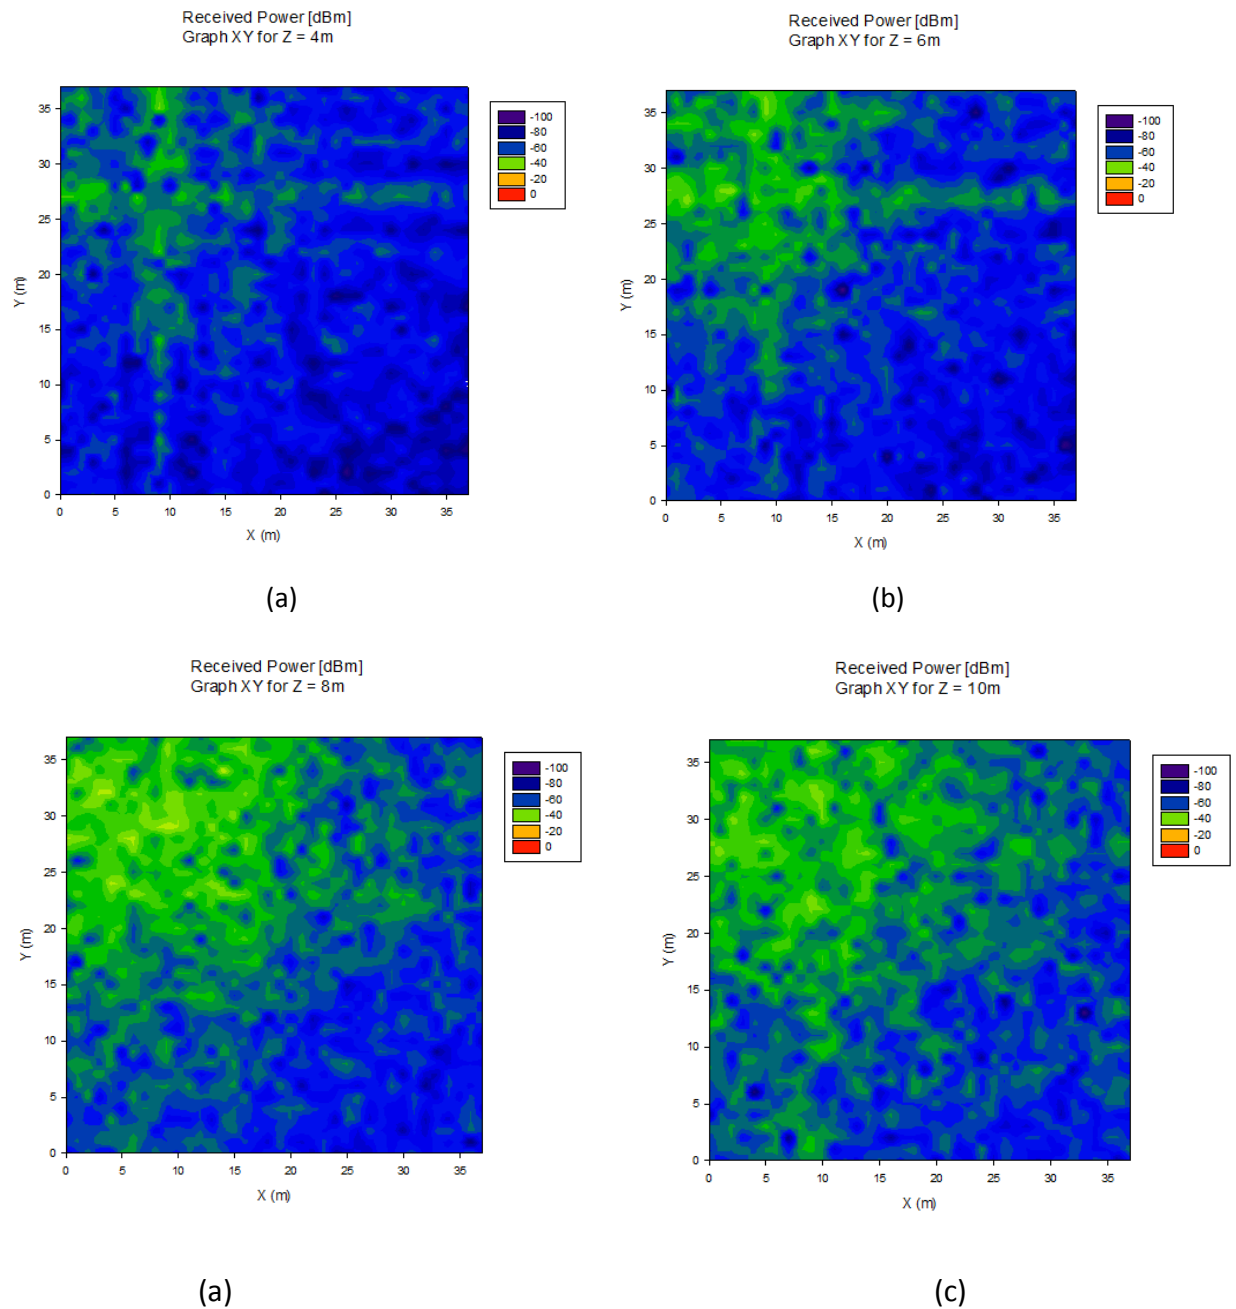 Received Power [dBm]
Graph XY for Z = 4m
Y (m)
35
30
25
20
15
10
5
0
0 5 10 15 20 25 30 35
X (m)
-100
-80
-60
-40
-20
0
(a)
Received Power [dBm]
Graph XY for Z = 6m
Y (m)
35
30
25
20
15
10
5
0
0 5 10 15 20 25 30 35
X (m)
-100
-80
-60
-40
-20
0
(b)
Received Power [dBm]
Graph XY for Z = 8m
Y (m)
35
30
25
20
15
10
5
0
0 5 10 15 20 25 30 35
X (m)
-100
-80
-60
-40
-20
0
(a)
Received Power [dBm]
Graph XY for Z = 10m
Y (m)
35
30
25
20
15
10
5
0
0 5 10 15 20 25 30 35
X (m)
-100
-80
-60
-40
-20
0
(c)